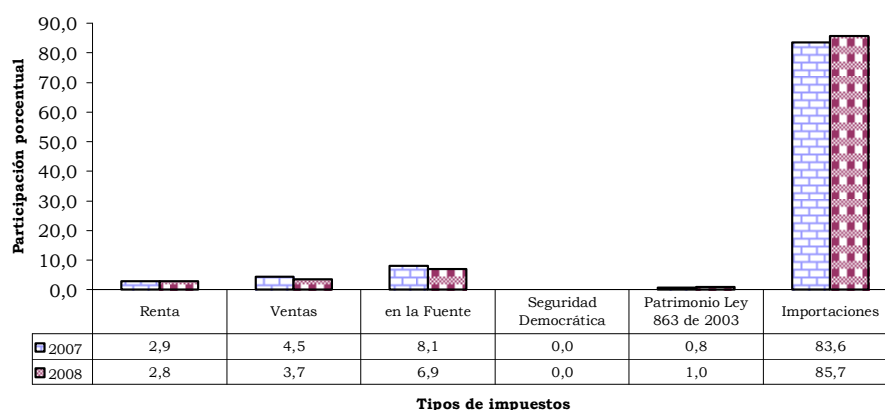 Participación porcentual
90,0
80,0
70,0
60,0
50,0
40,0
30,0
20,0
10,0
0,0
Renta Ventas en la Fuente Seguridad Democrática Patrimonio Ley 863 de 2003 Importaciones
2007 2,9 4,5 8,1 0,0 0,8 83,6
2008 2,8 3,7 6,9 0,0 1,0 85,7
Tipos de impuestos